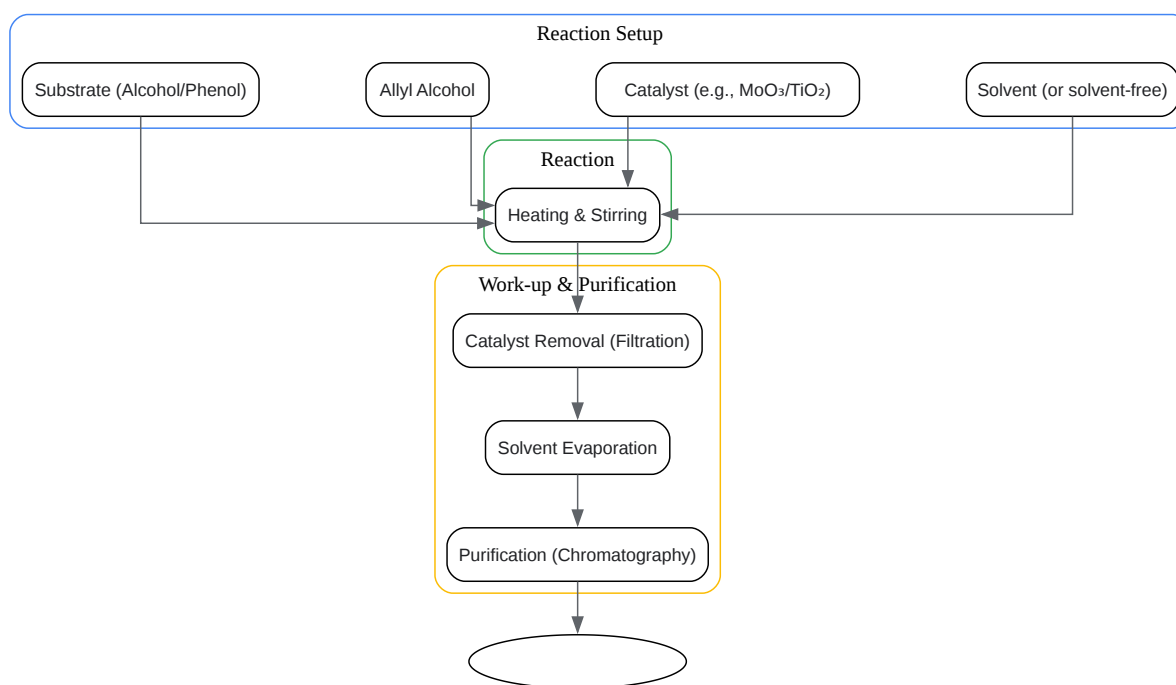 Reaction Setup
Substrate (Alcohol/Phenol)
Allyl Alcohol
Catalyst (e.g., MoO₃/TiO₂)
Solvent (or solvent-free)
Reaction
Heating & Stirring
Work-up & Purification
Catalyst Removal (Filtration)
Solvent Evaporation
Purification (Chromatography)